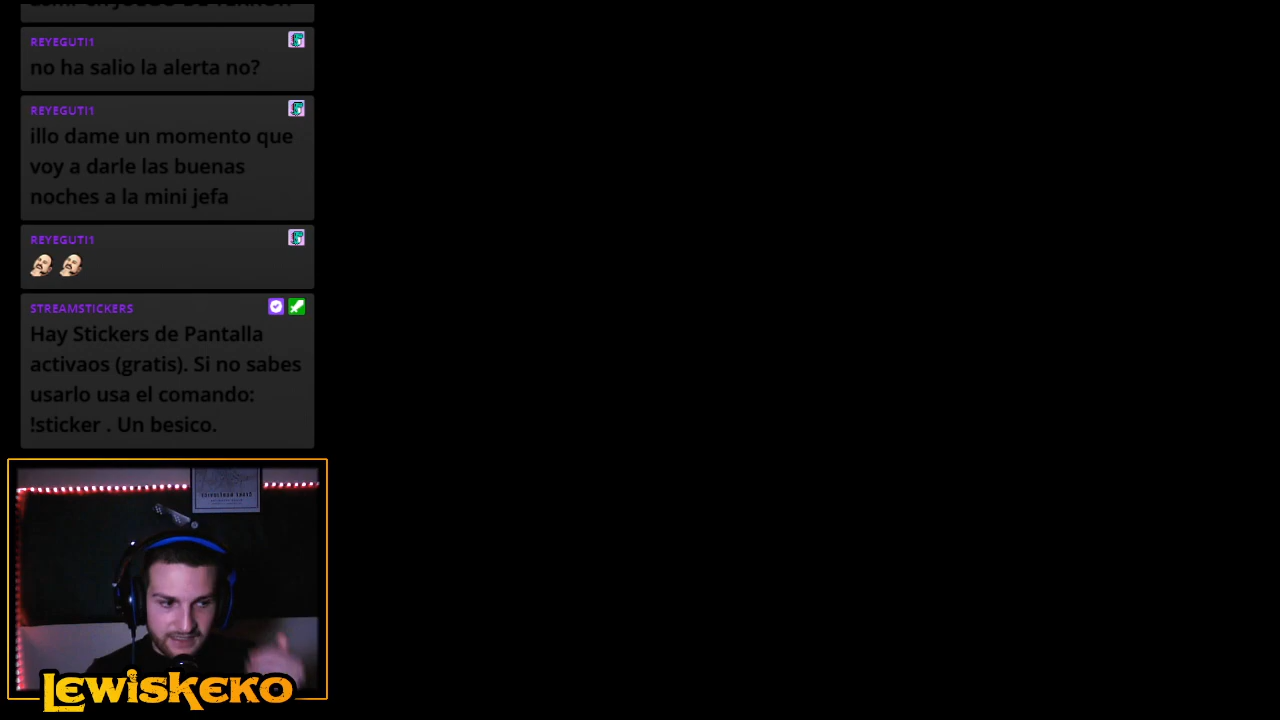 REYEGUTI1
no ha salio la alerta no?
REYEGUTI1
illo dame un momento que
voy a darle las buenas
noches a la mini jefa
REYEGUTI1
STREAMSTICKERS
Hay Stickers de Pantalla
activaos (gratis). Si no sabes
usarlo usa el comando:
!sticker . Un besico.
LEWISKEKO